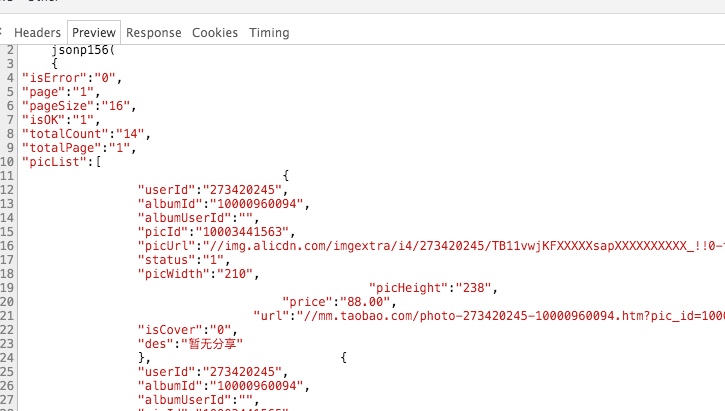 Headers Preview Response Cookies Timing
2 jsonp156(
3 {
4 "isError":"0",
5 "page":"1",
6 "pageSize":"16",
7 "isOK":"1",
8 "totalCount":"14",
9 "totalPage":"1",
10 "picList":[
11 {
12 "userId":"273420245",
13 "albumId":"10000960094",
14 "albumUserId":"",
15 "picId":"10003441563",
16 "picUrl":"//img.alicdn.com/imgextra/i4/273420245/TB11vwjKFXXXXXsapXXXXXXXXXX_!!0-
17 "status":"1",
18 "picWidth":"210",
19 "picHeight":"238",
20 "price":"88.00",
21 "url":"//mm.taobao.com/photo-273420245-10000960094.htm?pic_id=1000
22 "isCover":"0",
23 "des":"暂无分享"
24 }, {
25 "userId":"273420245",
26 "albumId":"10000960094",
27 "albumUserId":"",